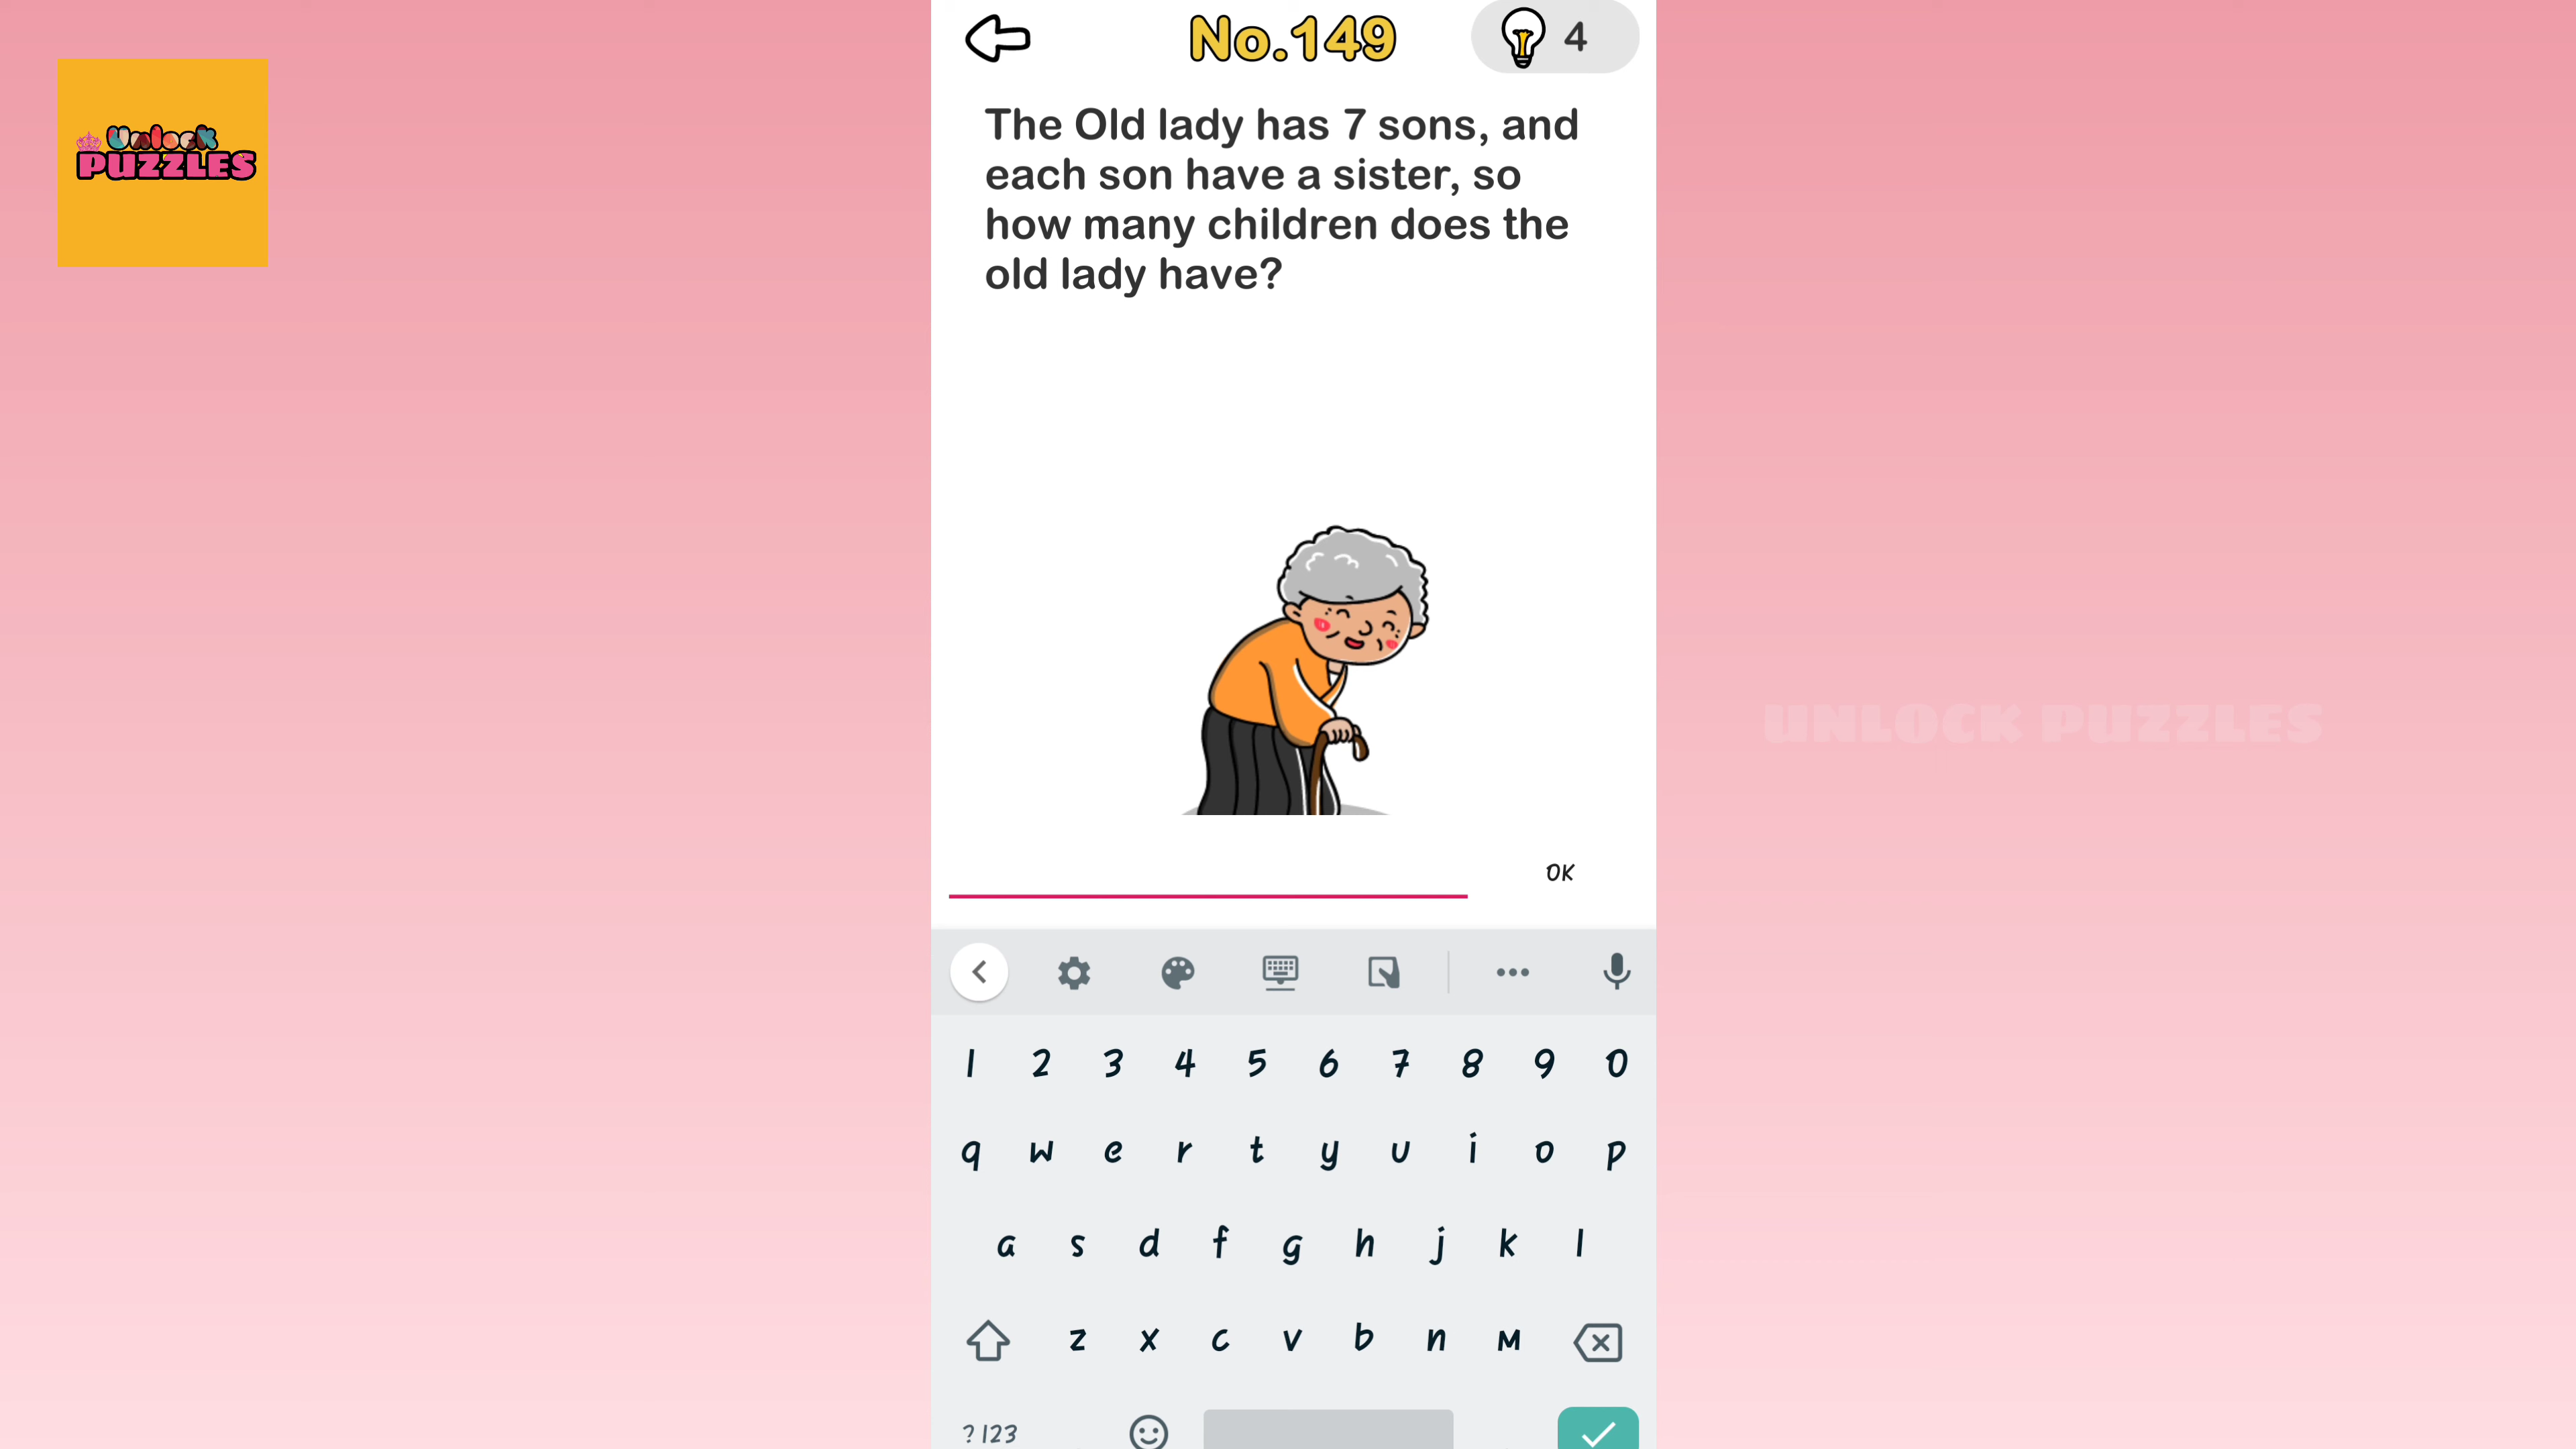 Unlock
PUZZLES
No.149
4
The Old lady has 7 sons, and
each son have a sister, so
how many children does the
old lady have?
UNLOCK PUZZLES
OK
1 2 3 4 5 6 7 8 9 0
q w e r t y u i o p
a s d f g h j k l
z x c v b n m
?123